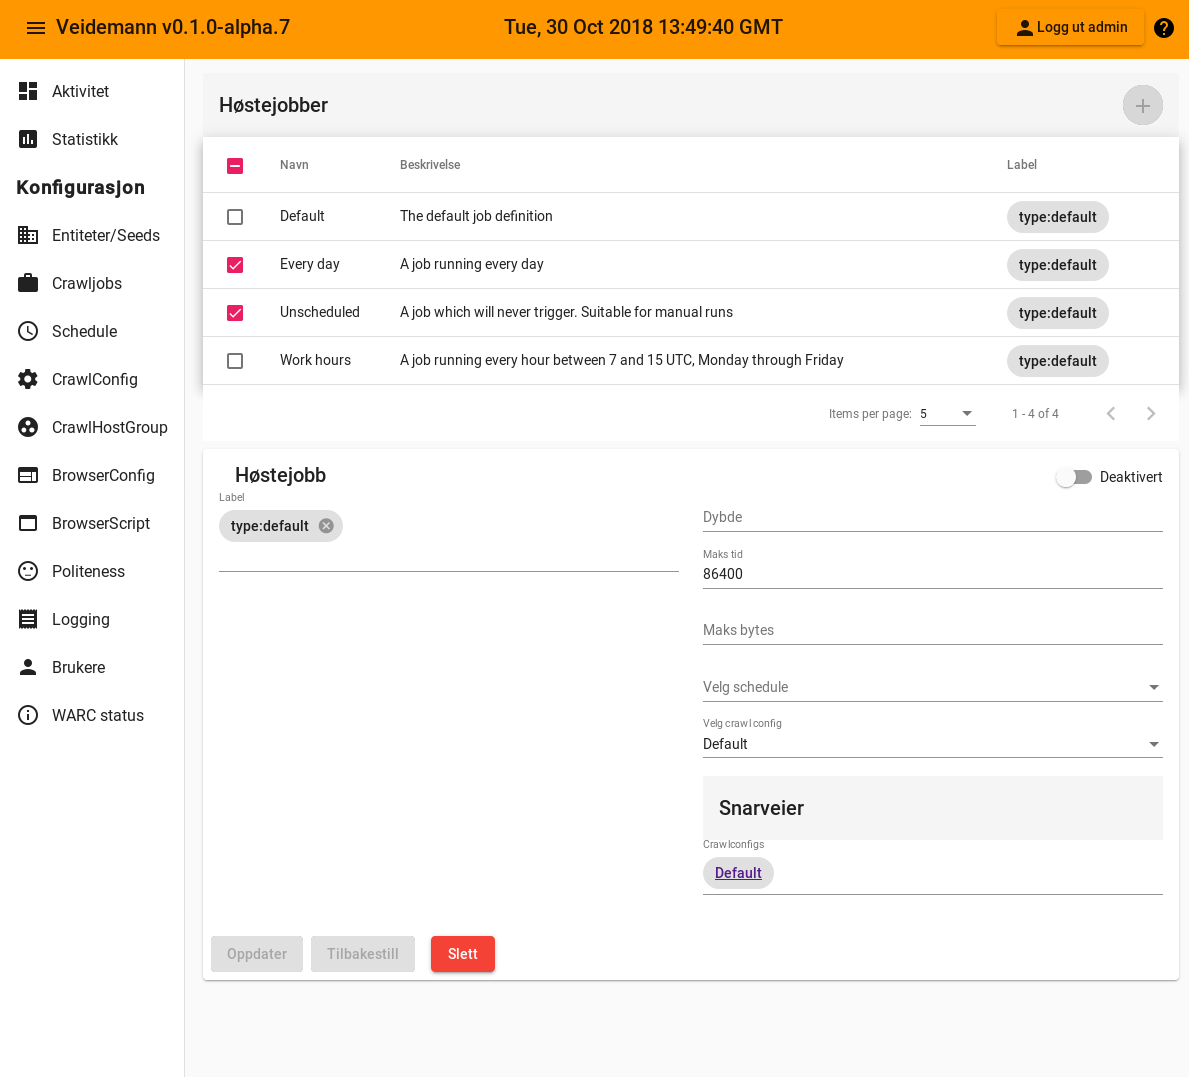 Veidemann v0.1.0-alpha.7
Tue, 30 Oct 2018 13:49:40 GMT
Logg ut admin
Aktivitet
Statistikk
Konfigurasjon
Entiteter/Seeds
Crawljobs
Schedule
CrawlConfig
CrawlHostGroup
BrowserConfig
BrowserScript
Politeness
Logging
Brukere
WARC status
Høstejobber
Navn Beskrivelse Label
Default The default job definition type:default
Every day A job running every day type:default
Unscheduled A job which will never trigger. Suitable for manual runs type:default
Work hours A job running every hour between 7 and 15 UTC, Monday through Friday type:default
Items per page: 5 1 - 4 of 4
Høstejobb
Deaktivert
Label
type:default
Dybde
Maks tid
86400
Maks bytes
Velg schedule
Velg crawl config
Default
Snarveier
Crawlconfigs
Default
Oppdater Tilbakestill Slett